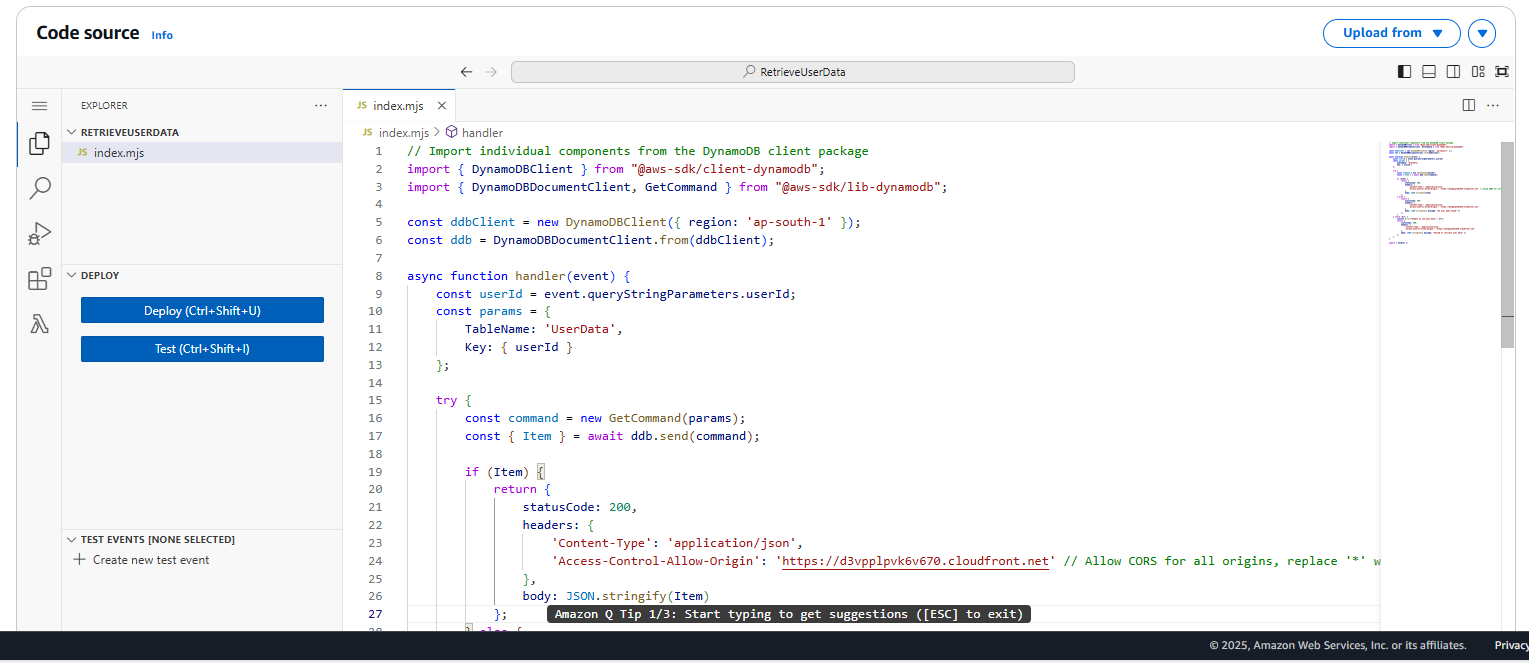 Code source Info
Upload from
RetrieveUserData
EXPLORER
RETRIEVEUSERDATA
JS index.mjs
DEPLOY
Deploy (Ctrl+Shift+U)
Test (Ctrl+Shift+I)
TEST EVENTS [NONE SELECTED]
Create new test event
JS index.mjs
JS index.mjs > handler
1 // Import individual components from the DynamoDB client package
2 import { DynamoDBClient } from "@aws-sdk/client-dynamodb";
3 import { DynamoDBDocumentClient, GetCommand } from "@aws-sdk/lib-dynamodb";
4
5 const ddbClient = new DynamoDBClient({ region: 'ap-south-1' });
6 const ddb = DynamoDBDocumentClient.from(ddbClient);
7
8 async function handler(event) {
9 const userId = event.queryStringParameters.userId;
10 const params = {
11 TableName: 'UserData',
12 Key: { userId }
13 };
14
15 try {
16 const command = new GetCommand(params);
17 const { Item } = await ddb.send(command);
18
19 if (Item) {
20 return {
21 statusCode: 200,
22 headers: {
23 'Content-Type': 'application/json',
24 'Access-Control-Allow-Origin': 'https://d3vpplpvk6v670.cloudfront.net' // Allow CORS for all origins, replace '*' w
25 },
26 body: JSON.stringify(Item)
27 }; Amazon Q Tip 1/3: Start typing to get suggestions ([ESC] to exit)
28 } else {
© 2025, Amazon Web Services, Inc. or its affiliates. Privacy